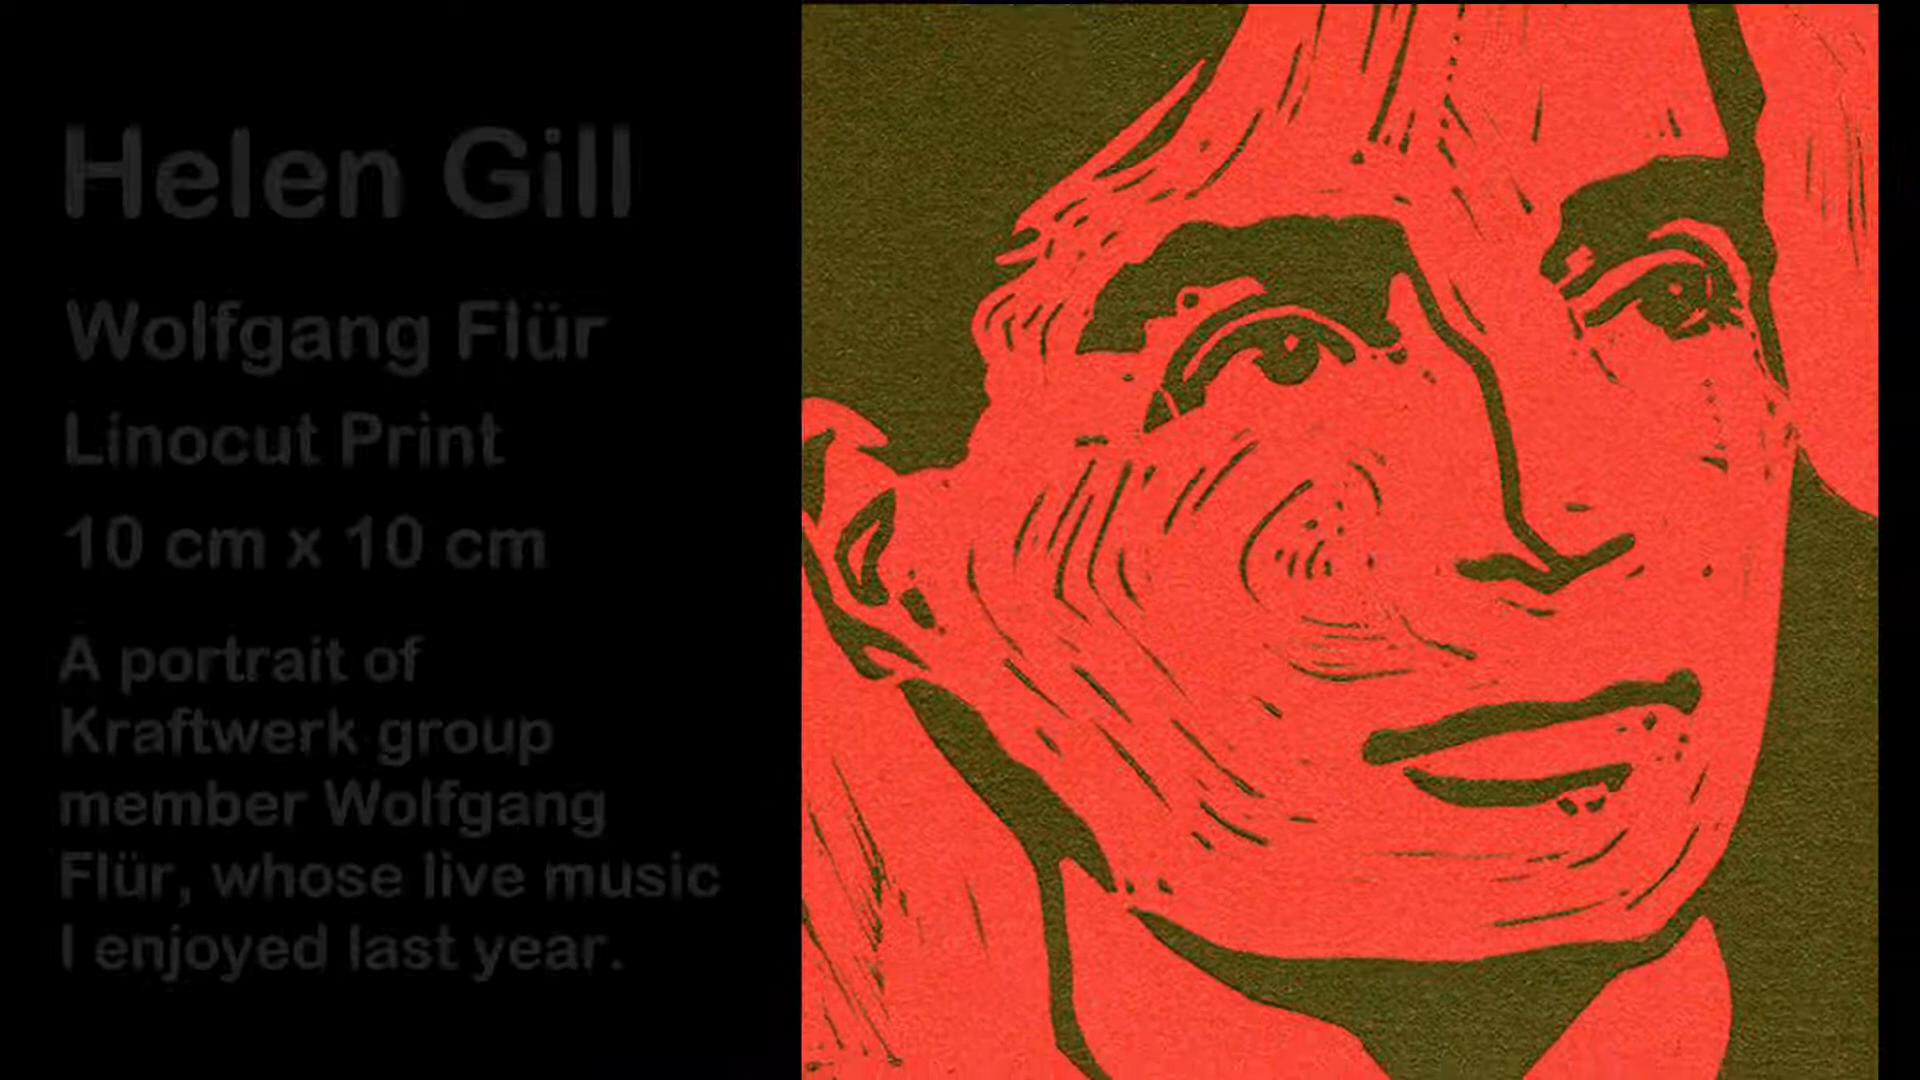 Helen Gill
Wolfgang Flür
Linocut Print
10 cm x 10 cm
A portrait of
Kraftwerk group
member Wolfgang
Flür, whose live music
I enjoyed last year.